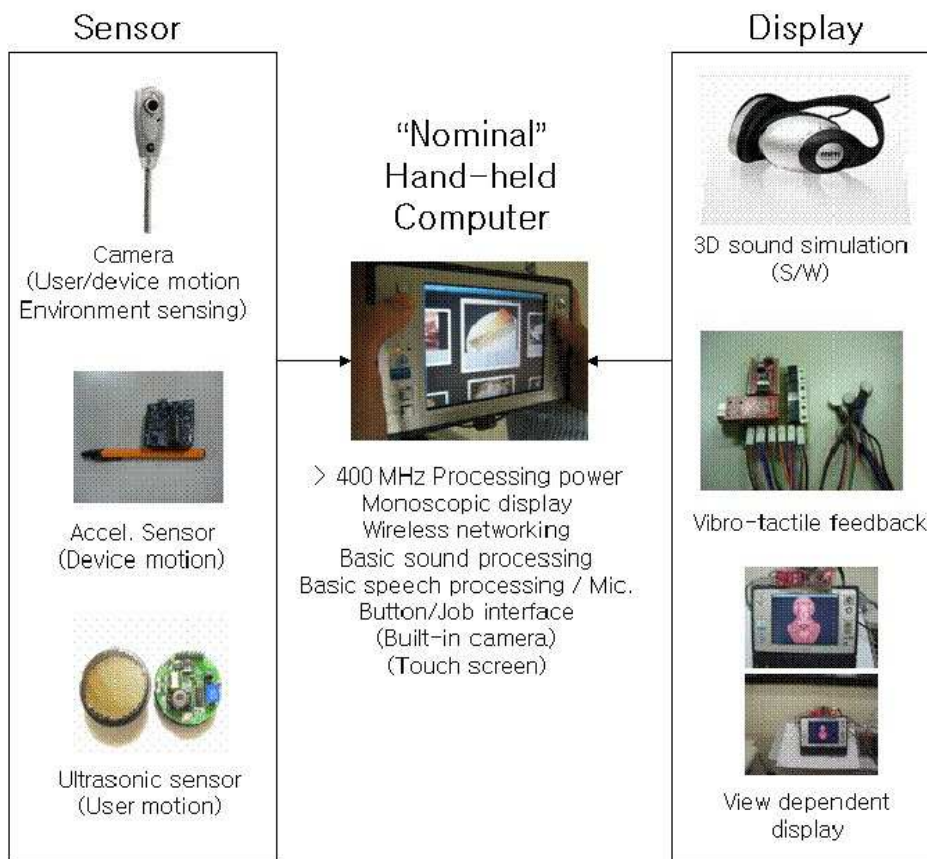 Sensor
Camera
(User/device motion
Environment sensing)
Accel. Sensor
(Device motion)
Ultrasonic sensor
(User motion)
“Nominal”
Hand-held
Computer
> 400 MHz Processing power
Monoscopic display
Wireless networking
Basic sound processing
Basic speech processing / Mic.
Button/Job interface
(Built-in camera)
(Touch screen)
Display
3D sound simulation
(S/W)
Vibro-tactile feedback
View dependent
display